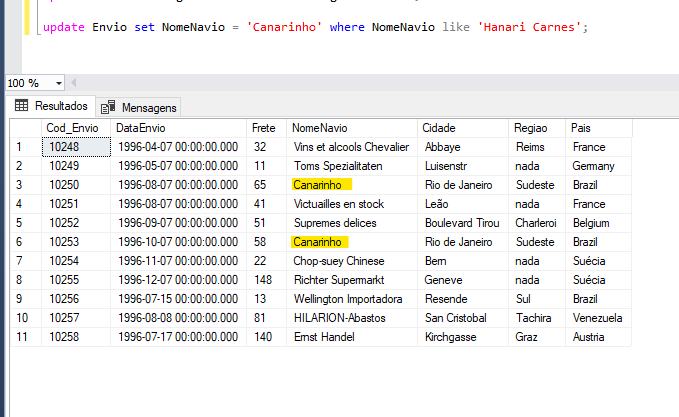 update Envio set NomeNavio = 'Canarinho' where NomeNavio like 'Hanari Carnes';
100 %
Resultados Mensagens
Cod_Envio DataEnvio Frete NomeNavio Cidade Regiao Pais
1 10248 1996-04-07 00:00:00.000 32 Vins et alcools Chevalier Abbaye Reims France
2 10249 1996-05-07 00:00:00.000 11 Toms Spezialitaten Luisenstr nada Germany
3 10250 1996-08-07 00:00:00.000 65 Canarinho Rio de Janeiro Sudeste Brazil
4 10251 1996-08-07 00:00:00.000 41 Victuailles en stock Leão nada France
5 10252 1996-09-07 00:00:00.000 51 Supremes delices Boulevard Tirou Charleroi Belgium
6 10253 1996-10-07 00:00:00.000 58 Canarinho Rio de Janeiro Sudeste Brazil
7 10254 1996-11-07 00:00:00.000 22 Chop-suey Chinese Bern nada Suécia
8 10255 1996-12-07 00:00:00.000 148 Richter Supermarkt Geneve nada Suécia
9 10256 1996-07-15 00:00:00.000 13 Wellington Importadora Resende Sul Brazil
10 10257 1996-08-08 00:00:00.000 81 HILARION-Abastos San Cristobal Tachira Venezuela
11 10258 1996-07-17 00:00:00.000 140 Ernst Handel Kirchgasse Graz Austria